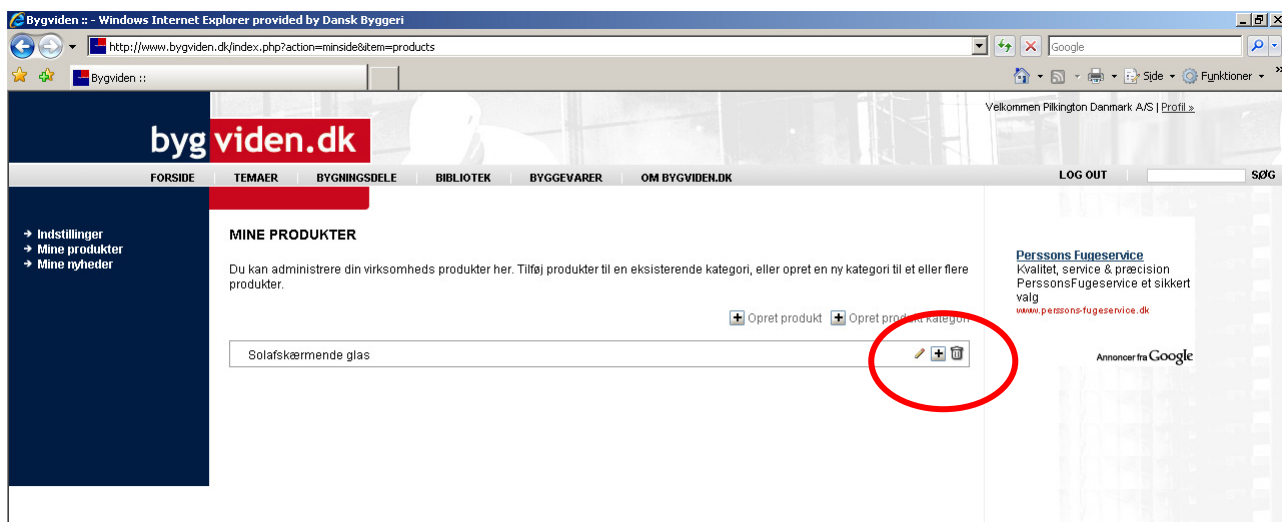 Bygviden :: - Windows Internet Explorer provided by Dansk Byggeri
http://www.bygviden.dk/index.php?action=minside&item=products
Google
Bygviden ::
Side
Funktioner
»
Velkommen Pilkington Danmark A/S | Profil »
bygviden.dk
FORSIDE TEMAER BYGNINGSDELE BIBLIOTEK BYGGEVARER OM BYGVIDEN.DK LOG OUT SØG
Indstillinger
Mine produkter
Mine nyheder
MINE PRODUKTER
Du kan administrere din virksomheds produkter her. Tilføj produkter til en eksisterende kategori, eller opret en ny kategori til et eller flere
produkter.
Opret produkt Opret produkt kategori
Solafskærmende glas
Perssons Fugeservice
Kvalitet, service & præcision
PerssonsFugeservice et sikkert
valg
www.perssons-fugeservice.dk
Annoncer fra Google